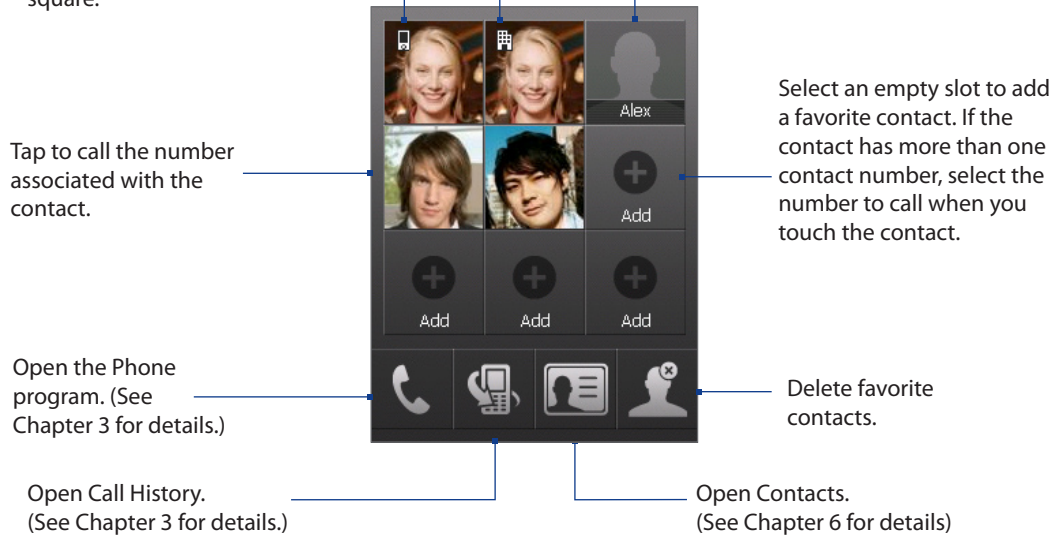 square.
Alex
Tap to call the number
associated with the
contact.
Add
Select an empty slot to add
a favorite contact. If the
contact has more than one
contact number, select the
number to call when you
touch the contact.
Add
Add
Add
Open the Phone
program. (See
Chapter 3 for details.)
Delete favorite
contacts.
Open Call History.
(See Chapter 3 for details.)
Open Contacts.
(See Chapter 6 for details)